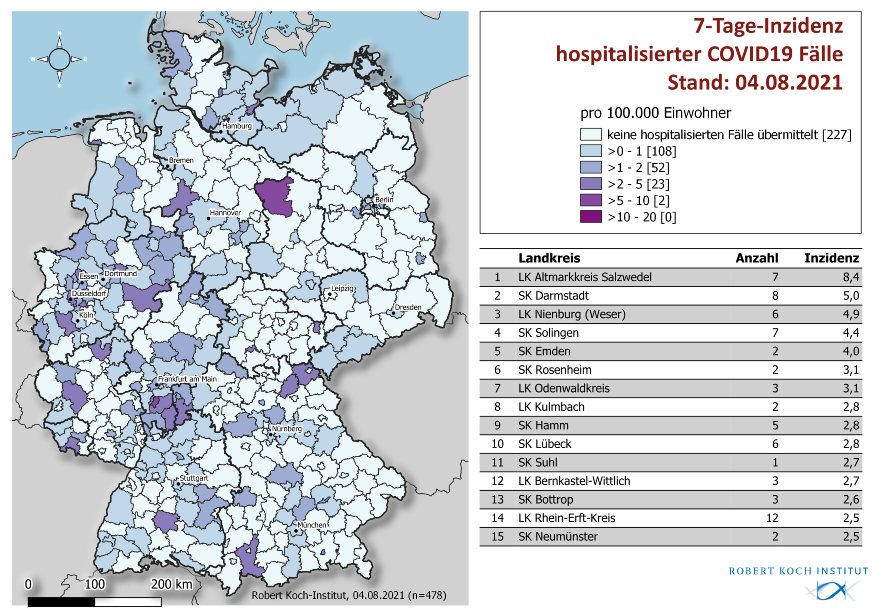 7-Tage-Inzidenz
hospitalisierter COVID19 Fälle
Stand: 04.08.2021
pro 100.000 Einwohner
keine hospitalisierten Fälle übermittelt [227]
>0 - 1 [108]
>1 - 2 [52]
>2 - 5 [23]
>5 - 10 [2]
>10 - 20 [0]
N
W
E
S
Hamburg
Bremen
Berlin
Hannover
Essen
Dortmund
Düsseldorf
Köln
Leipzig
Dresden
Frankfurt am Main
Nürnberg
Stuttgart
München
0 100 200 km
Robert Koch-Institut, 04.08.2021 (n=478)
Landkreis Anzahl Inzidenz
1 LK Altmarkkreis Salzwedel 7 8,4
2 SK Darmstadt 8 5,0
3 LK Nienburg (Weser) 6 4,9
4 SK Solingen 7 4,4
5 SK Emden 2 4,0
6 SK Rosenheim 2 3,1
7 LK Odenwaldkreis 3 3,1
8 LK Kulmbach 2 2,8
9 SK Hamm 5 2,8
10 SK Lübeck 6 2,8
11 SK Suhl 1 2,7
12 LK Bernkastel-Wittlich 3 2,7
13 SK Bottrop 3 2,6
14 LK Rhein-Erft-Kreis 12 2,5
15 SK Neumünster 2 2,5
ROBERT KOCH INSTITUT